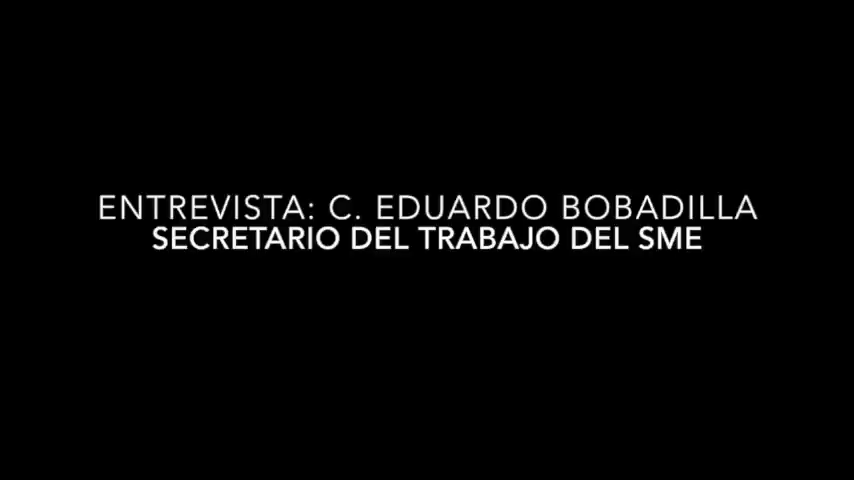 ENTREVISTA: C. EDUARDO BOBADILLA
SECRETARIO DEL TRABAJO DEL SME